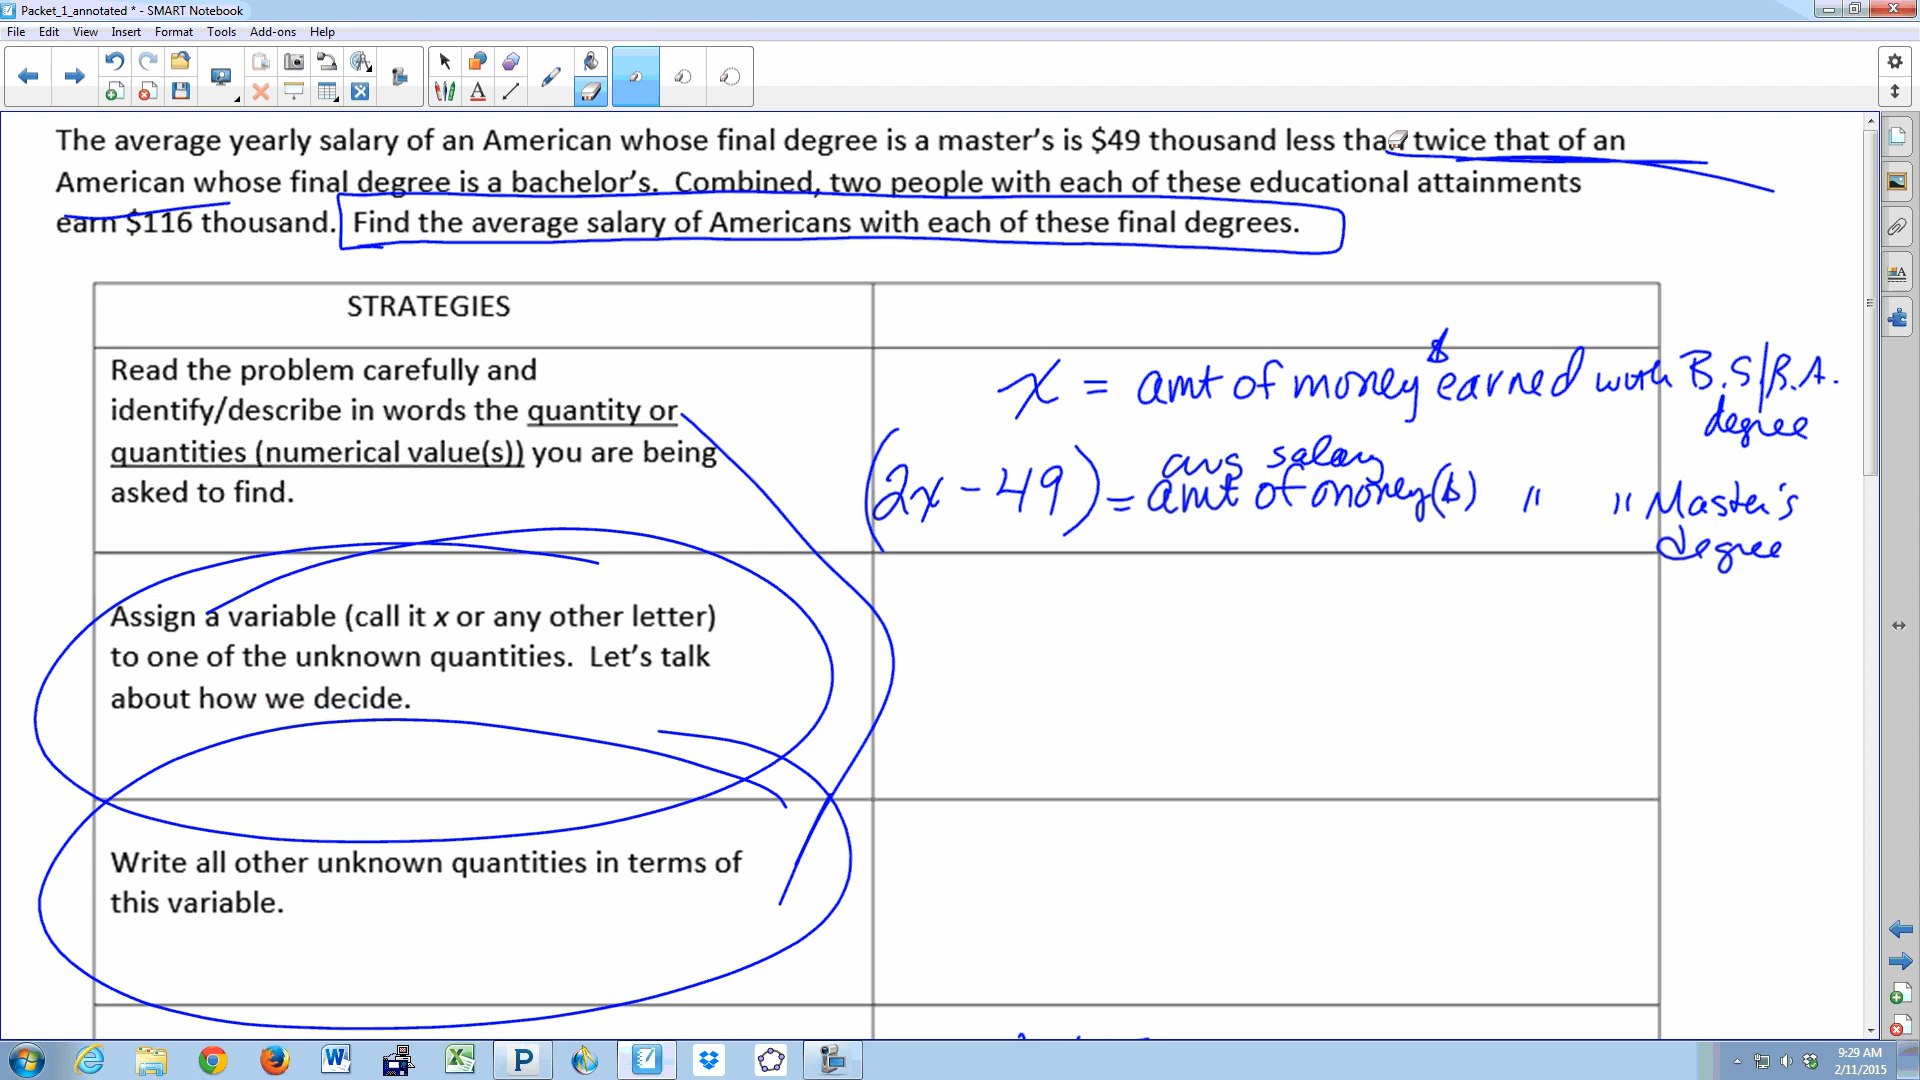 Packet_1_annotated * - SMART Notebook
File Edit View Insert Format Tools Add-ons Help
The average yearly salary of an American whose final degree is a master's is $49 thousand less than twice that of an
American whose final degree is a bachelor's. Combined, two people with each of these educational attainments
earn $116 thousand. Find the average salary of Americans with each of these final degrees.
STRATEGIES
Read the problem carefully and
identify/describe in words the quantity or
quantities (numerical value(s)) you are being
asked to find.
x = amt of money $ earned with B.S/B.A.
degree
avg salary
(2x - 49) = amt of money($) " " Master's
degree
Assign a variable (call it x or any other letter)
to one of the unknown quantities. Let's talk
about how we decide.
Write all other unknown quantities in terms of
this variable.
9:29 AM
2/11/2015